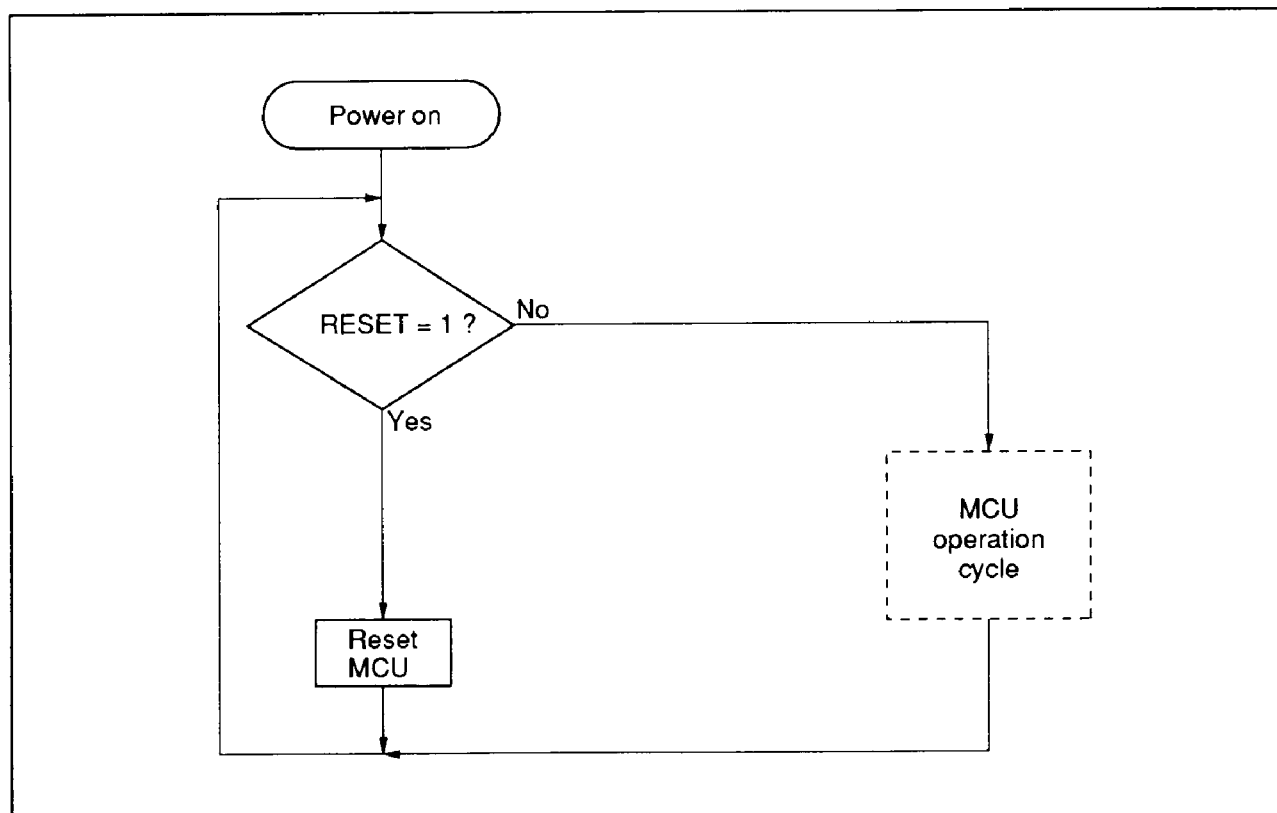 Power on
RESET = 1 ?
No
Yes
MCU
operation
cycle
Reset
MCU